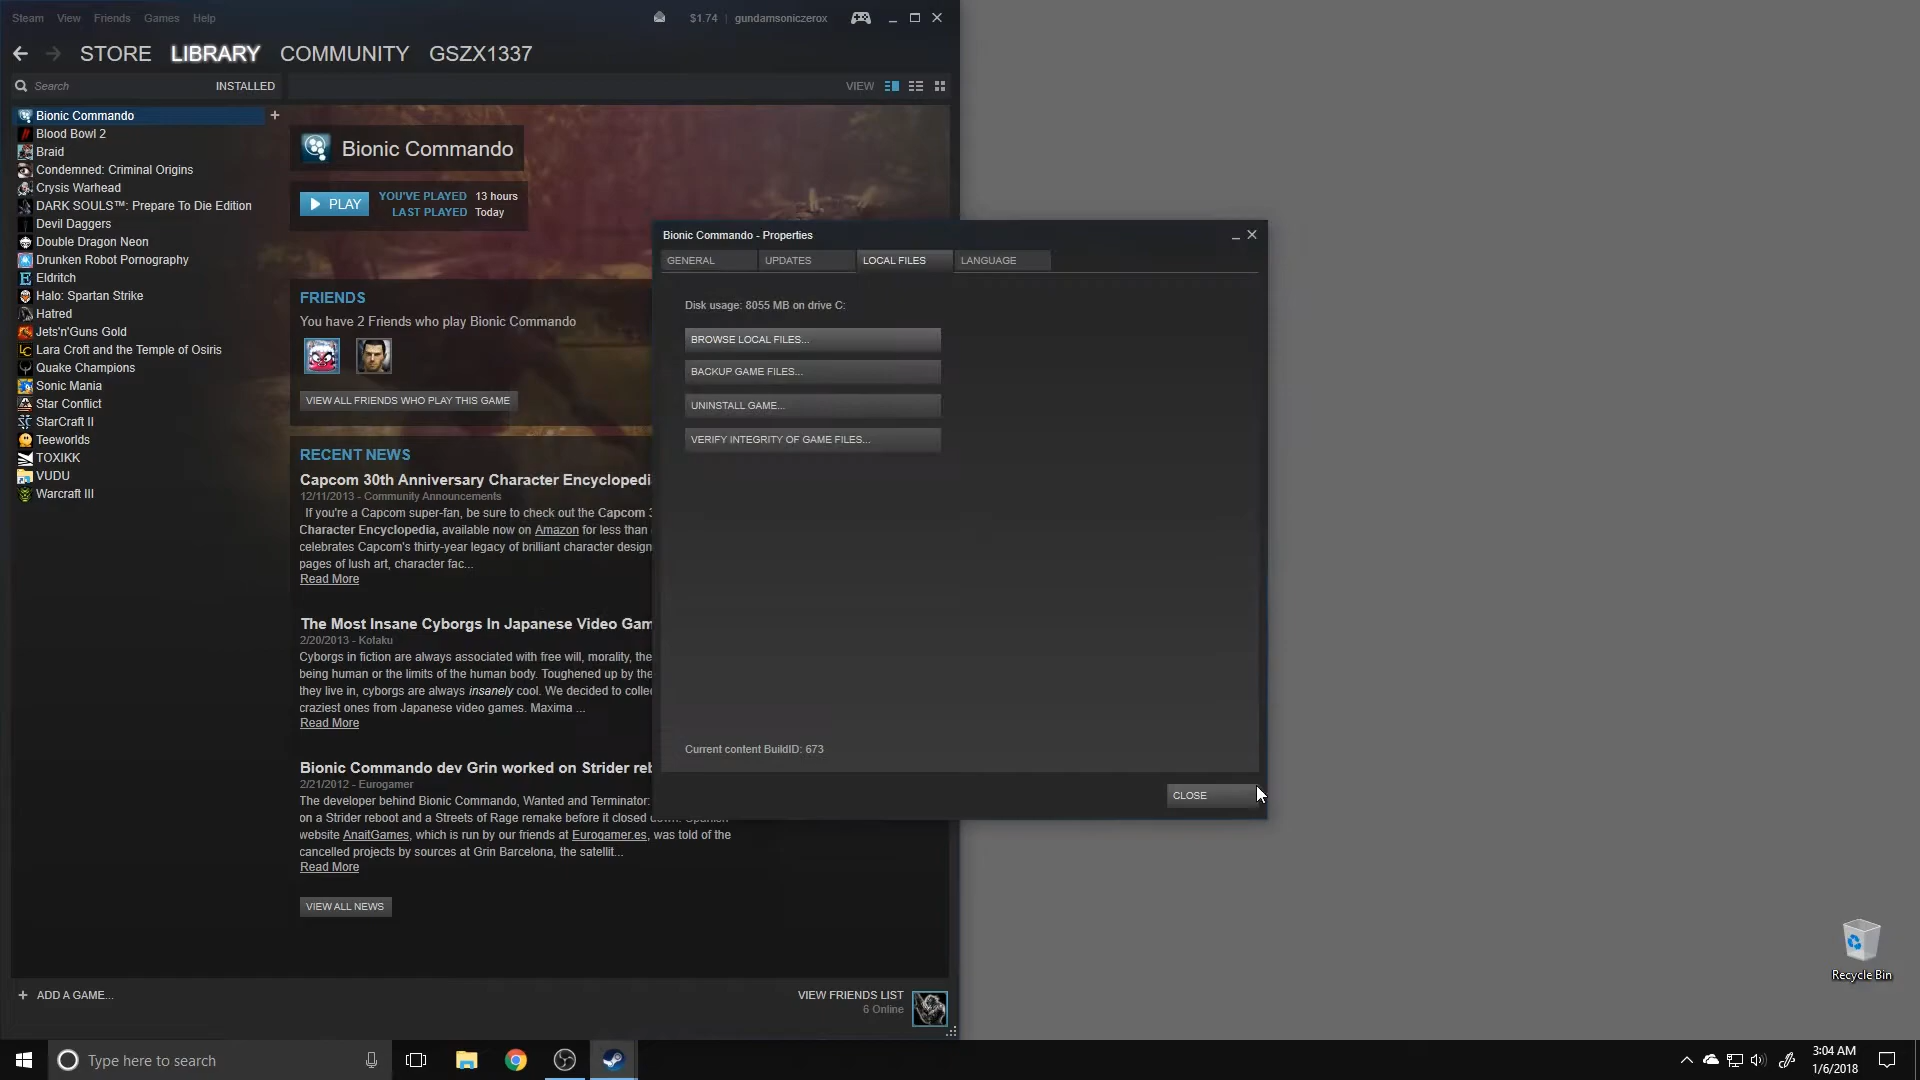 Steam View Friends Games Help
$1.74 | gundamsoniczerox
STORE LIBRARY COMMUNITY GSZX1337
Search INSTALLED
VIEW
Bionic Commando +
Blood Bowl 2
Braid
Condemned: Criminal Origins
Crysis Warhead
DARK SOULS™: Prepare To Die Edition
Devil Daggers
Double Dragon Neon
Drunken Robot Pornography
Eldritch
Halo: Spartan Strike
Hatred
Jets'n'Guns Gold
Lara Croft and the Temple of Osiris
Quake Champions
Sonic Mania
Star Conflict
StarCraft II
Teeworlds
TOXIKK
VUDU
Warcraft III
Bionic Commando
PLAY
YOU'VE PLAYED 13 hours
LAST PLAYED Today
FRIENDS
You have 2 Friends who play Bionic Commando
VIEW ALL FRIENDS WHO PLAY THIS GAME
RECENT NEWS
Capcom 30th Anniversary Character Encyclopedi
12/11/2013 - Community Announcements
If you're a Capcom super-fan, be sure to check out the Capcom 3
Character Encyclopedia, available now on Amazon for less than
celebrates Capcom's thirty-year legacy of brilliant character design
pages of lush art, character fac...
Read More
The Most Insane Cyborgs In Japanese Video Gam
2/20/2013 - Kotaku
Cyborgs in fiction are always associated with free will, morality, the
being human or the limits of the human body. Toughened up by the
they live in, cyborgs are always insanely cool. We decided to collec
craziest ones from Japanese video games. Maxima ...
Read More
Bionic Commando dev Grin worked on Strider reb
2/21/2012 - Eurogamer
The developer behind Bionic Commando, Wanted and Terminator:
on a Strider reboot and a Streets of Rage remake before it closed down. Spanish
website AnaitGames, which is run by our friends at Eurogamer.es, was told of the
cancelled projects by sources at Grin Barcelona, the satellit...
Read More
VIEW ALL NEWS
+ ADD A GAME...
VIEW FRIENDS LIST
6 Online
Bionic Commando - Properties
GENERAL UPDATES LOCAL FILES LANGUAGE
Disk usage: 8055 MB on drive C:
BROWSE LOCAL FILES...
BACKUP GAME FILES...
UNINSTALL GAME...
VERIFY INTEGRITY OF GAME FILES...
Current content BuildID: 673
CLOSE
Recycle Bin
Type here to search
3:04 AM
1/6/2018